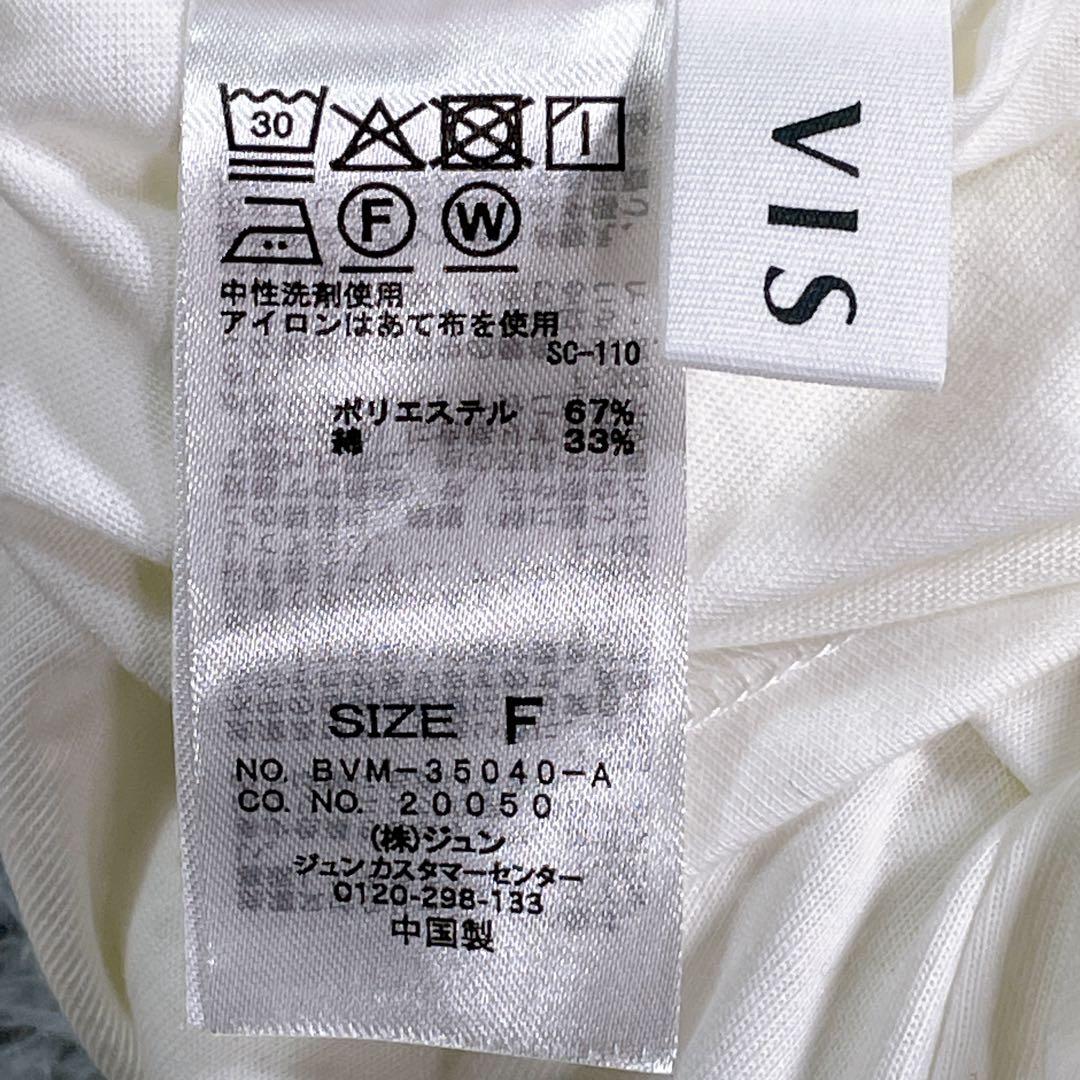 30
F W
中性洗剤使用
アイロンはあて布を使用
SC-110
ポリエステル 67%
綿 33%
SIZE F
NO. BVM-35040-A
CO. NO. 20050
(株)ジュン
ジュンカスタマーセンター
0120-298-133
中国製
VIS